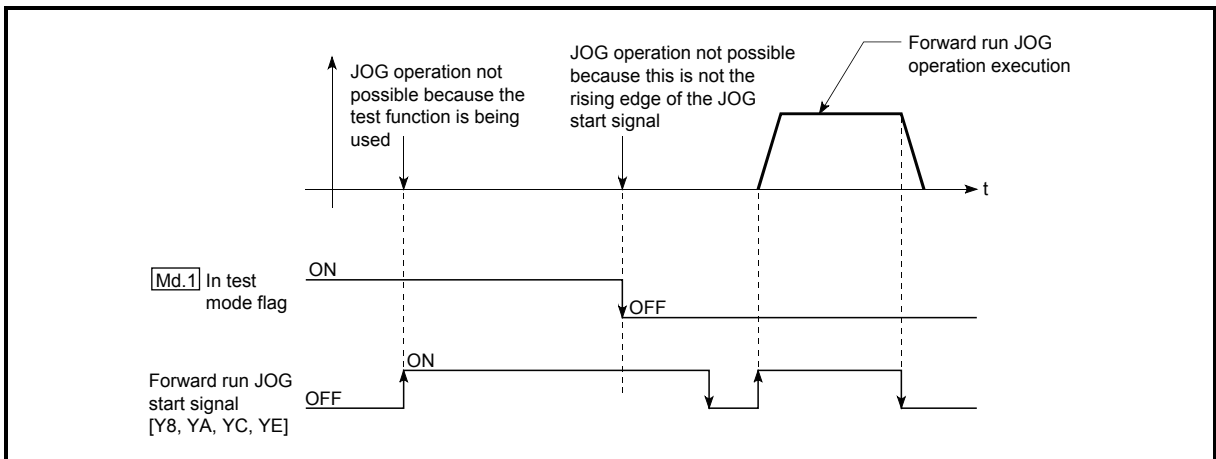 JOG operation not
possible because the
test function is being
used
JOG operation not possible
because this is not the
rising edge of the JOG
start signal
Forward run JOG
operation execution
t
Md.1 In test
mode flag
ON
OFF
Forward run JOG
start signal
[Y8, YA, YC, YE]
OFF
ON